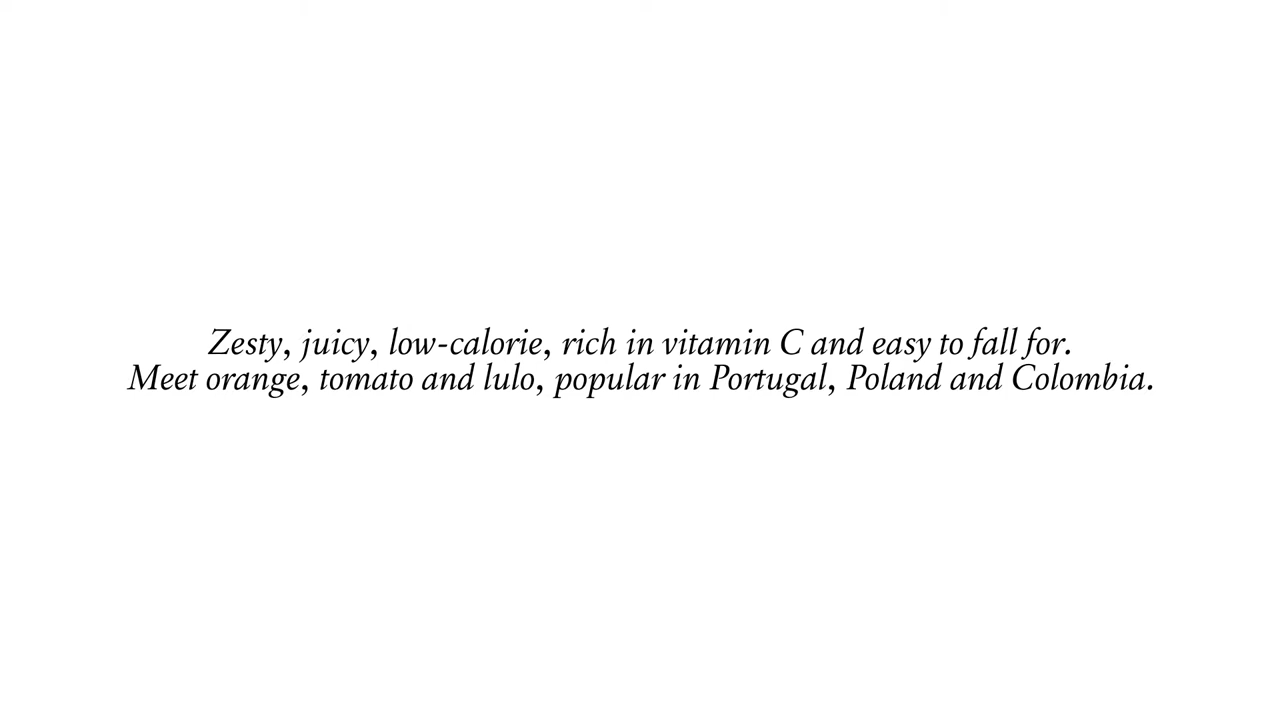 Zesty, juicy, low-calorie, rich in vitamin C and easy to fall for.
Meet orange, tomato and lulo, popular in Portugal, Poland and Colombia.